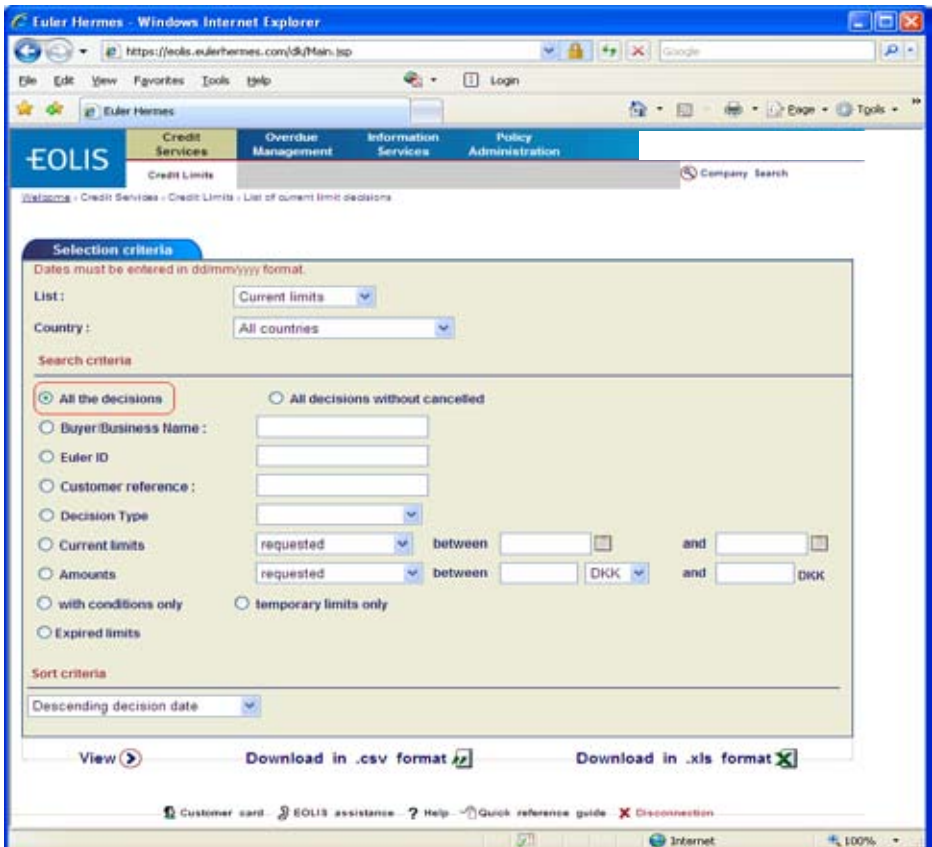 Euler Hermes - Windows Internet Explorer
https://eolis.eulerhermes.com/dk/Main.jsp
Google
File Edit View Favorites Tools Help
Login
Euler Hermes
Page Tools »
EOLIS
Credit Services
Overdue Management
Information Services
Policy Administration
Credit Limits
Company Search
Welcome › Credit Services › Credit Limits › List of current limit decisions
Selection criteria
Dates must be entered in dd/mm/yyyy format.
List : Current limits
Country : All countries
Search criteria
All the decisions All decisions without cancelled
Buyer/Business Name :
Euler ID
Customer reference :
Decision Type
Current limits requested between and
Amounts requested between DKK and DKK
with conditions only temporary limits only
Expired limits
Sort criteria
Descending decision date
View Download in .csv format Download in .xls format
Customer card EOLIS assistance ? Help Quick reference guide Disconnection
Internet 100%